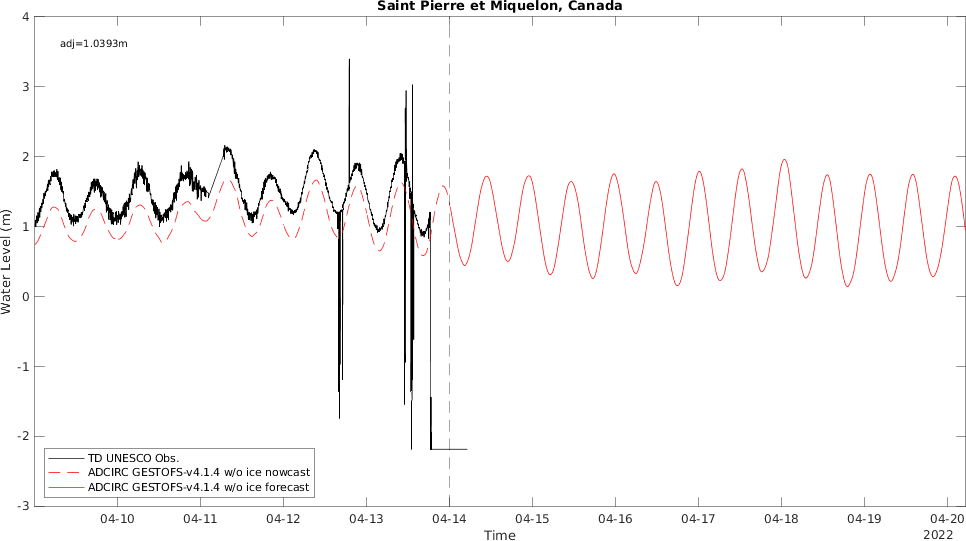 Saint Pierre et Miquelon, Canada
adj=1.0393m
Water Level (m)
4
3
2
1
0
-1
-2
-3
TD UNESCO Obs.
ADCIRC GESTOFS-v4.1.4 w/o ice nowcast
ADCIRC GESTOFS-v4.1.4 w/o ice forecast
04-10 04-11 04-12 04-13 04-14 04-15 04-16 04-17 04-18 04-19 04-20
Time
2022